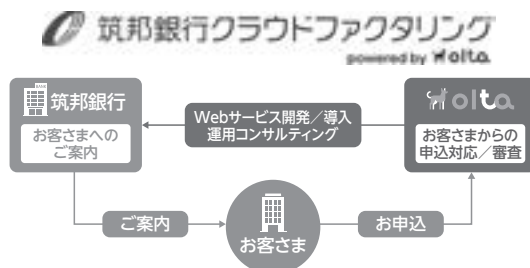 筑邦銀行クラウドファクタリング
powered by olta
筑邦銀行
お客さまへの
ご案内
Webサービス開発／導入
運用コンサルティング
olta
お客さまからの
申込対応／審査
ご案内
お客さま
お申込